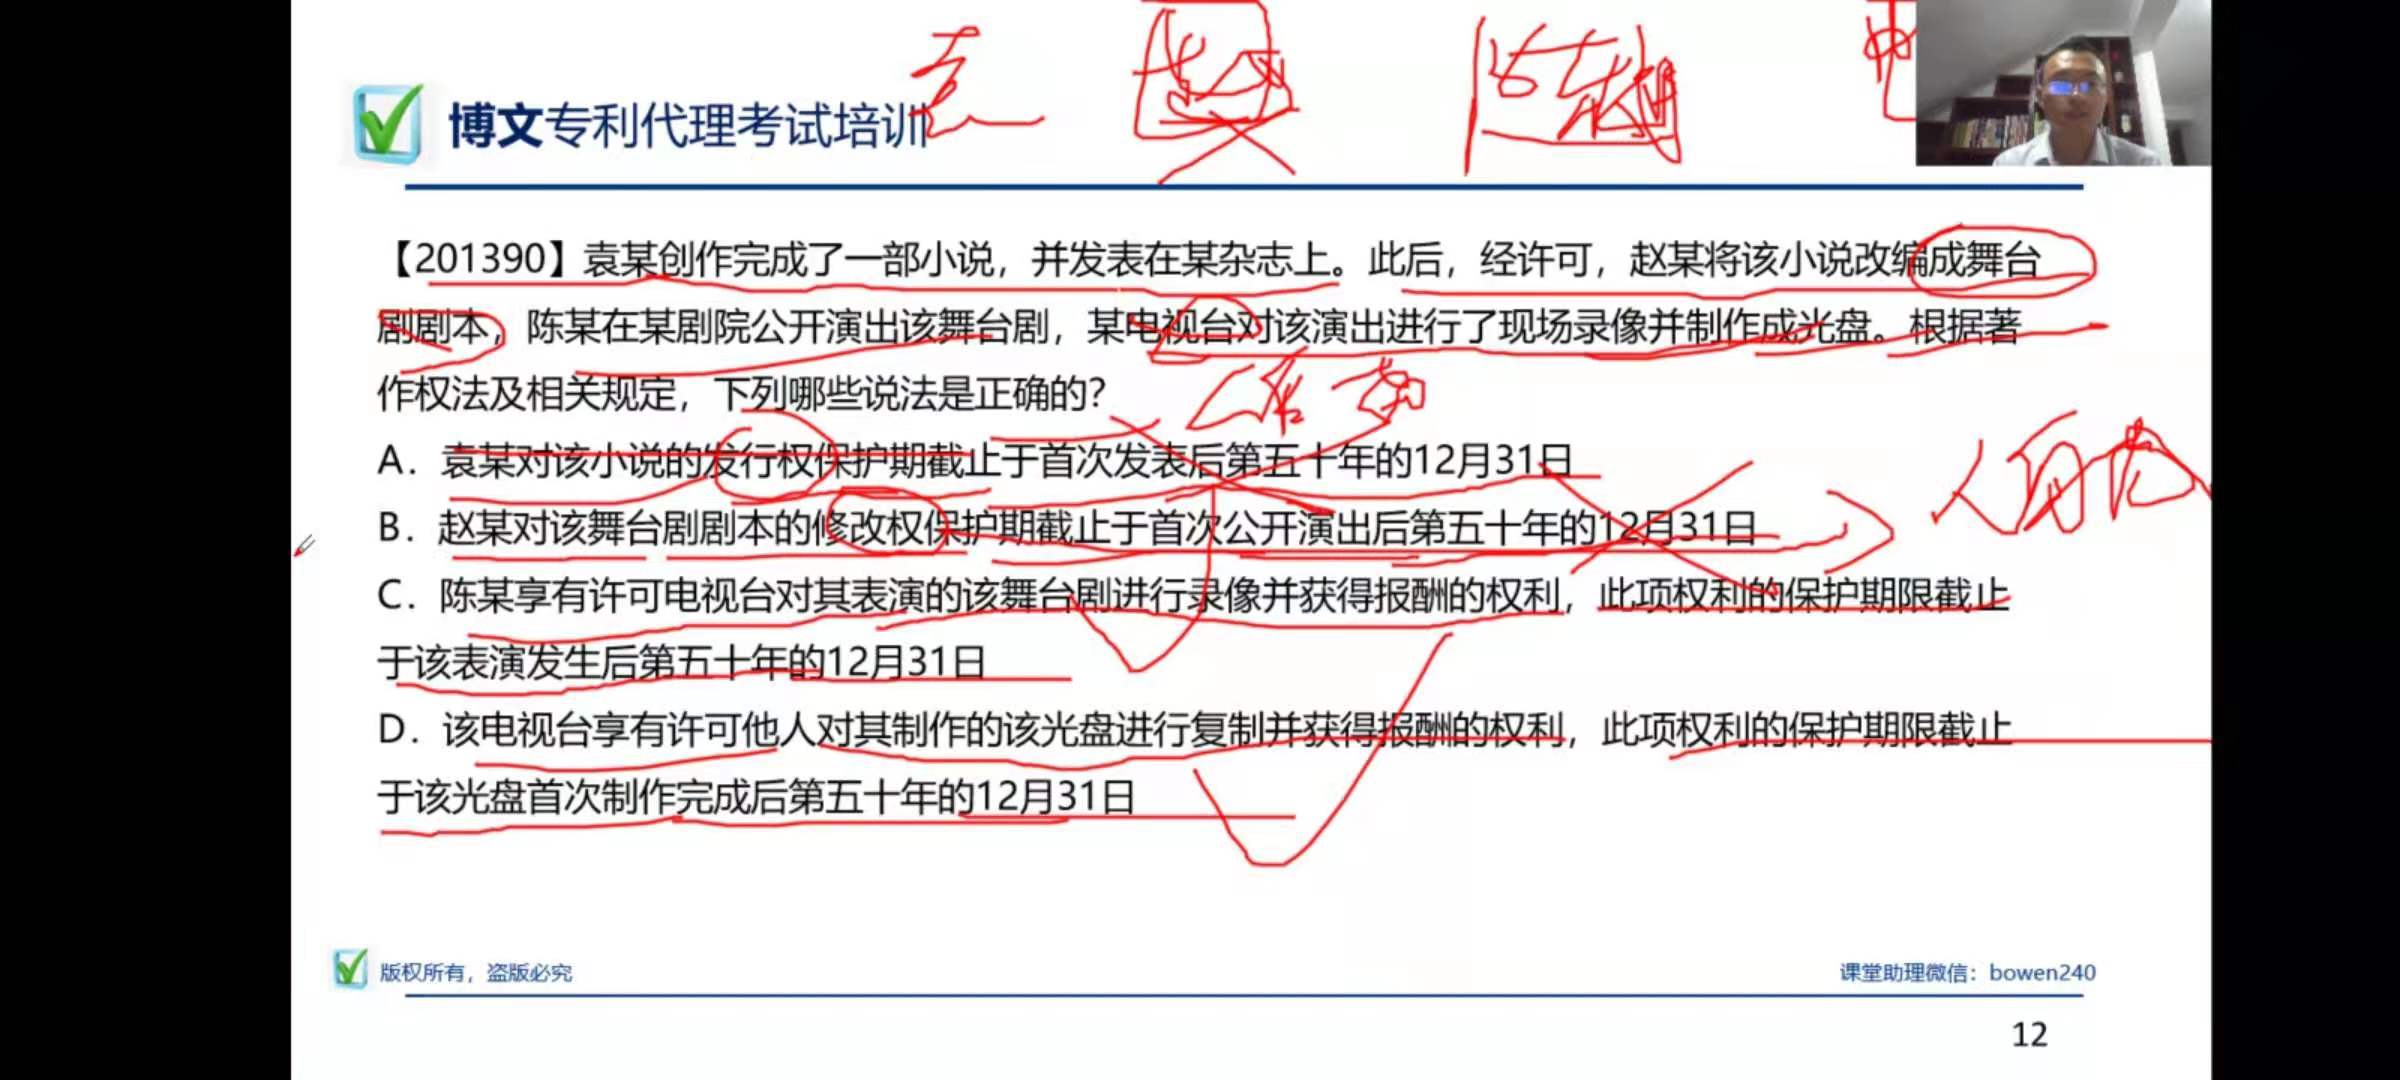 博文专利代理考试培训
【201390】袁某创作完成了一部小说，并发表在某杂志上。此后，经许可，赵某将该小说改编成舞台
剧剧本，陈某在某剧院公开演出该舞台剧，某电视台对该演出进行了现场录像并制作成光盘。根据著
作权法及相关规定，下列哪些说法是正确的？
A．袁某对该小说的发行权保护期截止于首次发表后第五十年的12月31日
B．赵某对该舞台剧剧本的修改权保护期截止于首次公开演出后第五十年的12月31日
C．陈某享有许可电视台对其表演的该舞台剧进行录像并获得报酬的权利，此项权利的保护期限截止
于该表演发生后第五十年的12月31日
D．该电视台享有许可他人对其制作的该光盘进行复制并获得报酬的权利，此项权利的保护期限截止
于该光盘首次制作完成后第五十年的12月31日
版权所有，盗版必究
课堂助理微信：bowen240
12